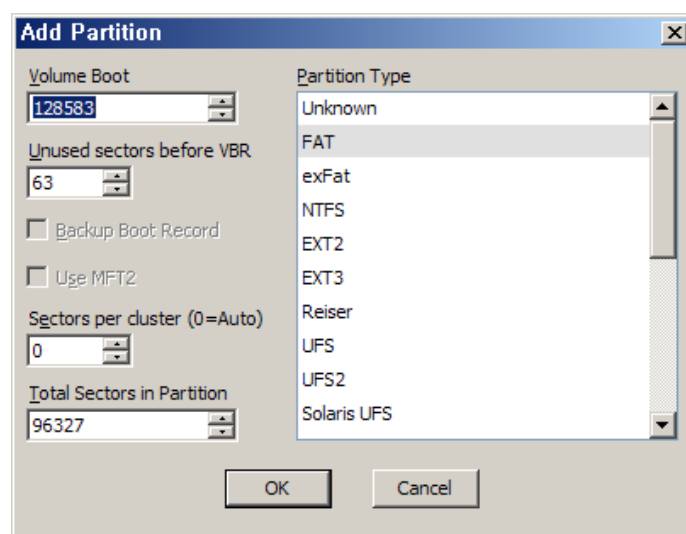 Add Partition
Volume Boot
128583
Unused sectors before VBR
63
Backup Boot Record
Use MFT2
Sectors per cluster (0=Auto)
0
Total Sectors in Partition
96327
Partition Type
Unknown
FAT
exFat
NTFS
EXT2
EXT3
Reiser
UFS
UFS2
Solaris UFS
OK
Cancel